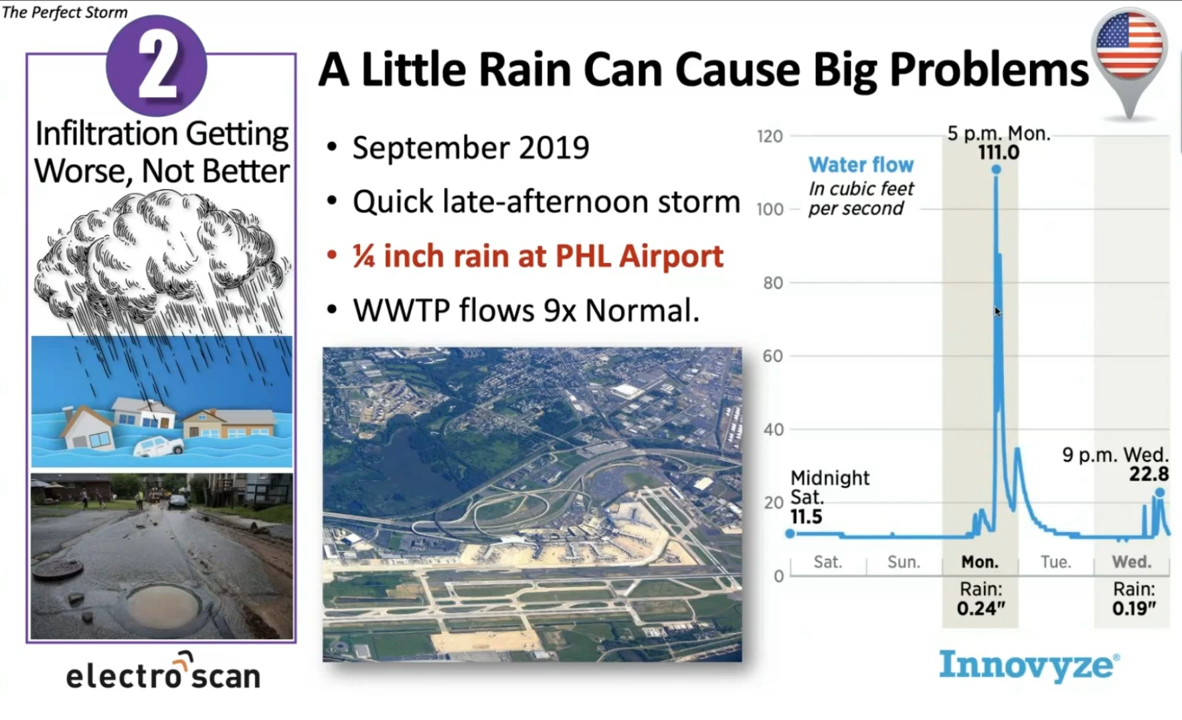 The Perfect Storm
2
Infiltration Getting
Worse, Not Better
electro scan
A Little Rain Can Cause Big Problems
• September 2019
• Quick late-afternoon storm
• ¼ inch rain at PHL Airport
• WWTP flows 9x Normal.
120
100
80
60
40
20
0
Water flow
In cubic feet
per second
5 p.m. Mon.
111.0
Midnight
Sat.
11.5
9 p.m. Wed.
22.8
Sat. Sun. Mon. Tue. Wed.
Rain:
0.24"
Rain:
0.19"
Innovyze®